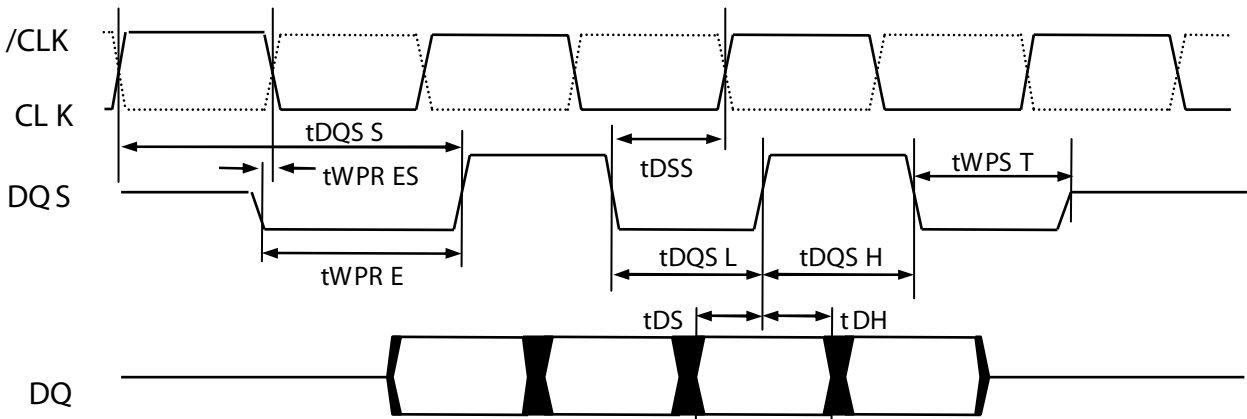 /CLK
CL K
tDQS S
tWPR ES
tDSS
tWPS T
DQ S
tWPR E
tDQS L
tDQS H
tDS
t DH
DQ